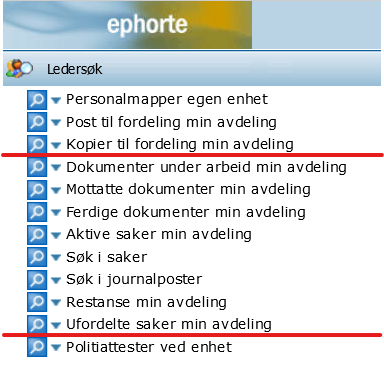 ephorte
Ledersøk
Personalmapper egen enhet
Post til fordeling min avdeling
Kopier til fordeling min avdeling
Dokumenter under arbeid min avdeling
Mottatte dokumenter min avdeling
Ferdige dokumenter min avdeling
Aktive saker min avdeling
Søk i saker
Søk i journalposter
Restanse min avdeling
Ufordelte saker min avdeling
Politiattester ved enhet